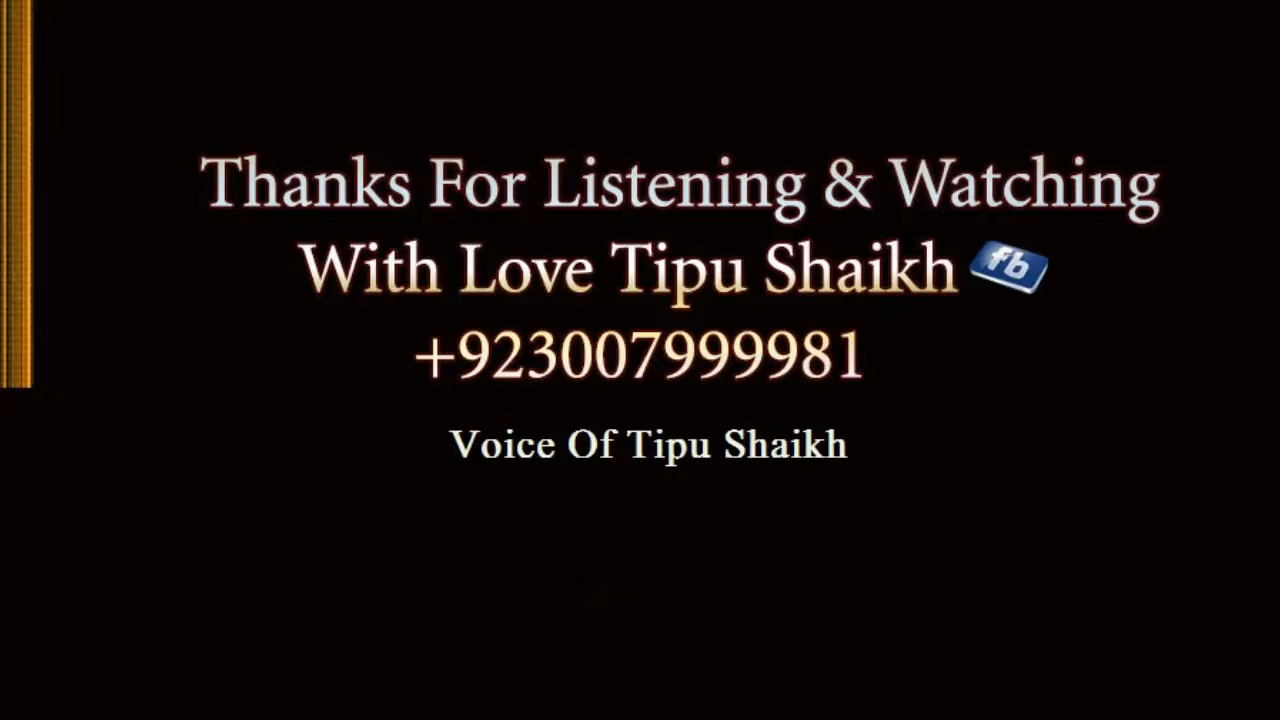 Thanks For Listening & Watching
With Love Tipu Shaikh fb
+923007999981
Voice Of Tipu Shaikh